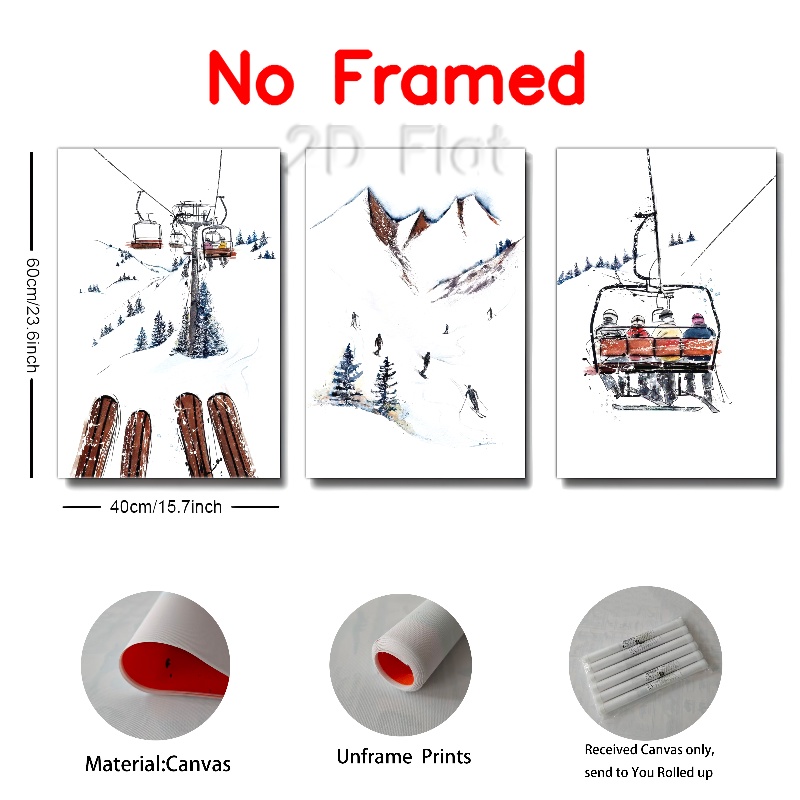 No Framed
2D Flat
60cm/23.6inch
40cm/15.7inch
Material:Canvas
Unframe Prints
Received Canvas only,
send to You Rolled up